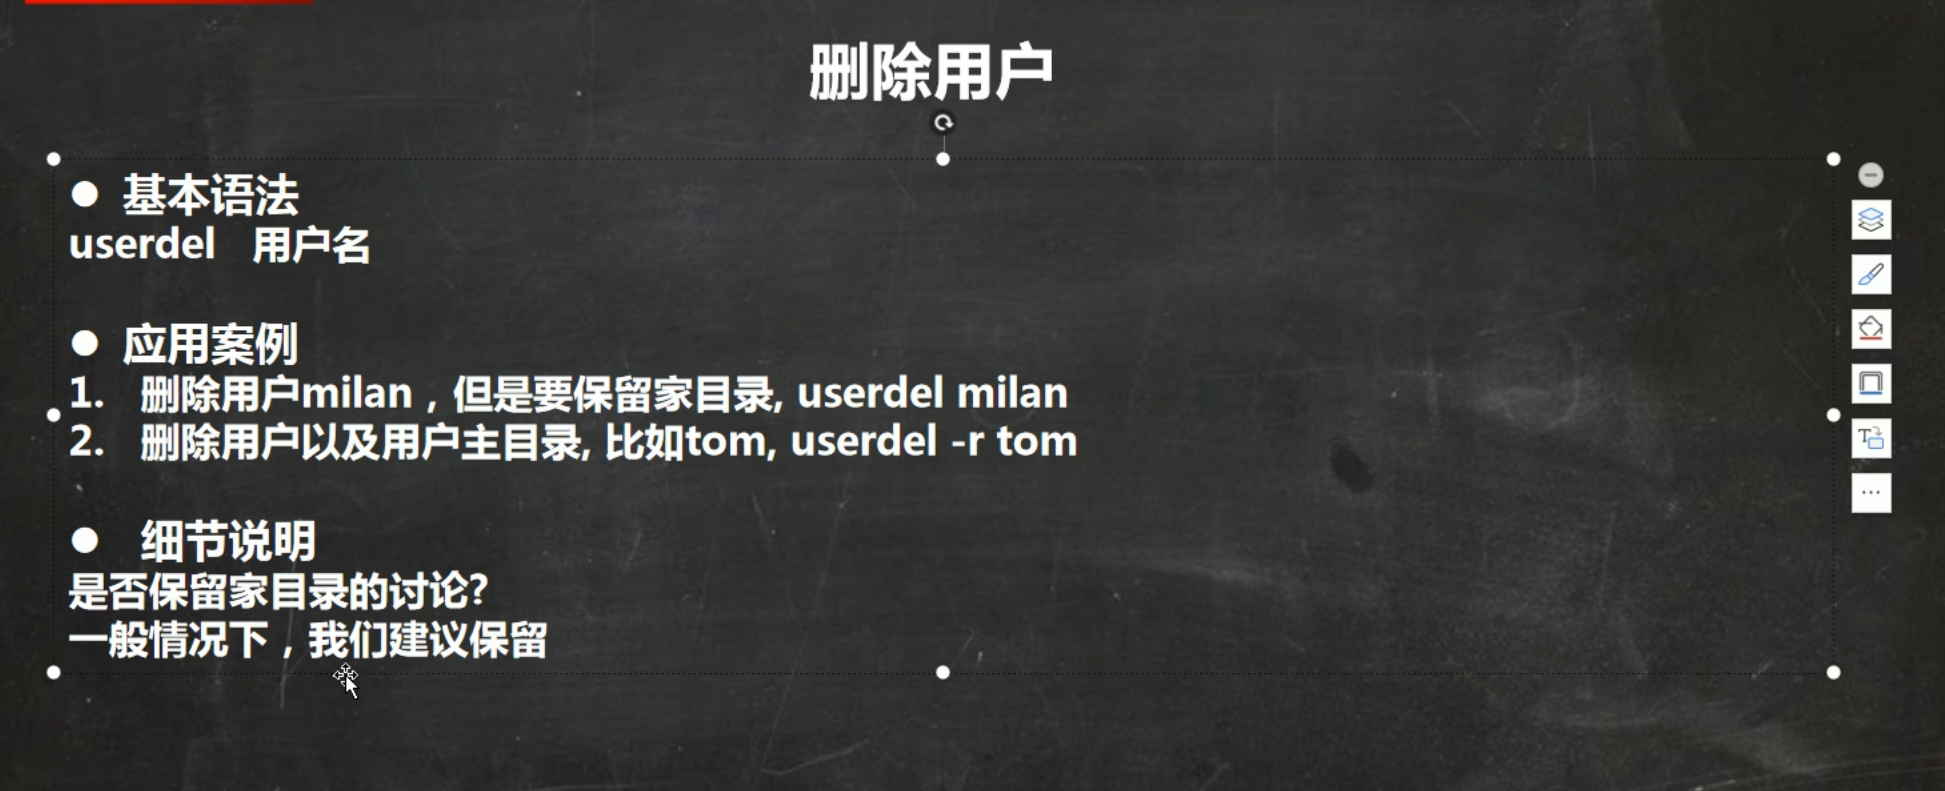 删除用户
● 基本语法
userdel 用户名
● 应用案例
1. 删除用户milan，但是要保留家目录, userdel milan
2. 删除用户以及用户主目录, 比如tom, userdel -r tom
● 细节说明
是否保留家目录的讨论?
一般情况下，我们建议保留